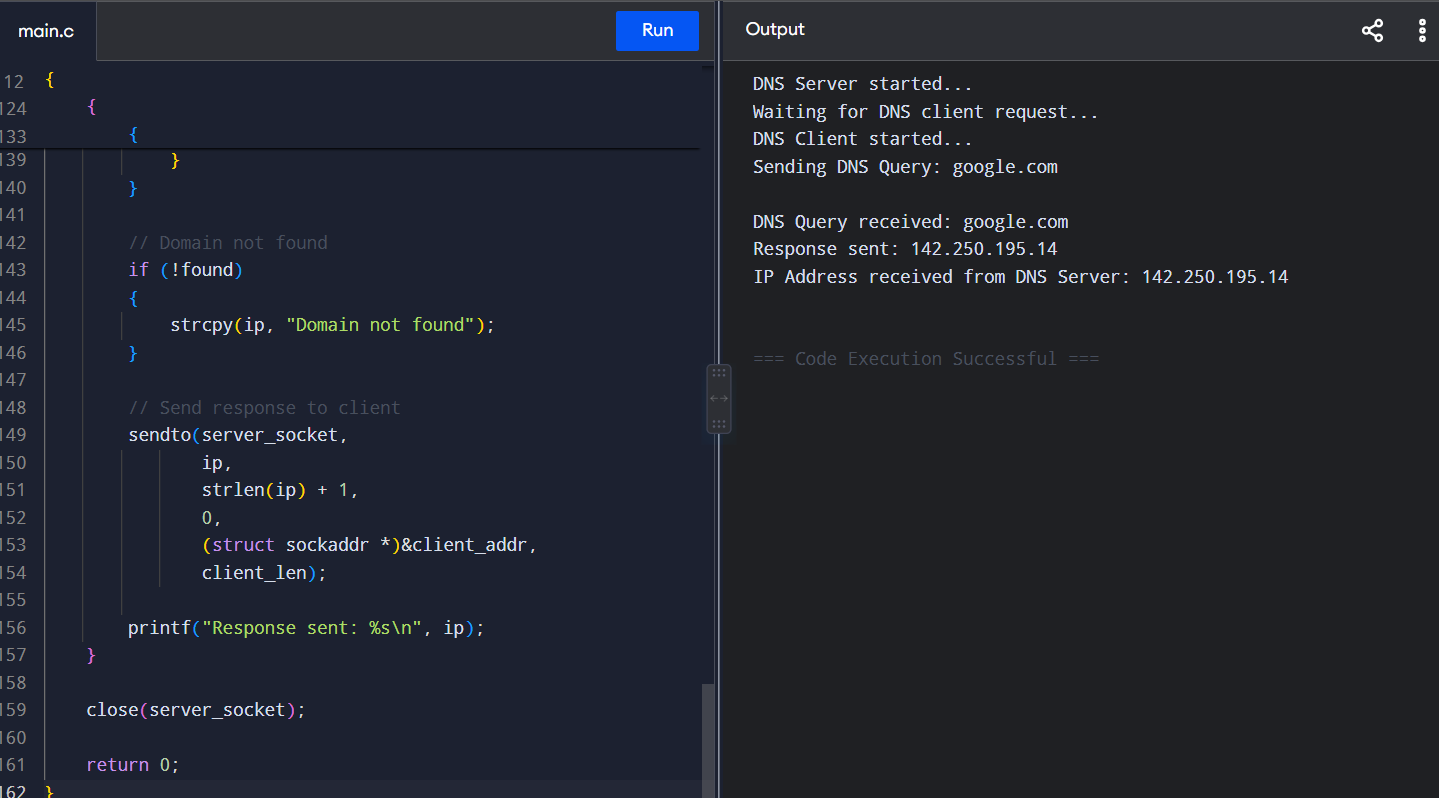 main.c
Run
12 {
124 {
133 {
139 }
140 }
141
142 // Domain not found
143 if (!found)
144 {
145 strcpy(ip, "Domain not found");
146 }
147
148 // Send response to client
149 sendto(server_socket,
150 ip,
151 strlen(ip) + 1,
152 0,
153 (struct sockaddr *)&client_addr,
154 client_len);
155
156 printf("Response sent: %s\n", ip);
157 }
158
159 close(server_socket);
160
161 return 0;
162 }
Output
DNS Server started...
Waiting for DNS client request...
DNS Client started...
Sending DNS Query: google.com
DNS Query received: google.com
Response sent: 142.250.195.14
IP Address received from DNS Server: 142.250.195.14
=== Code Execution Successful ===